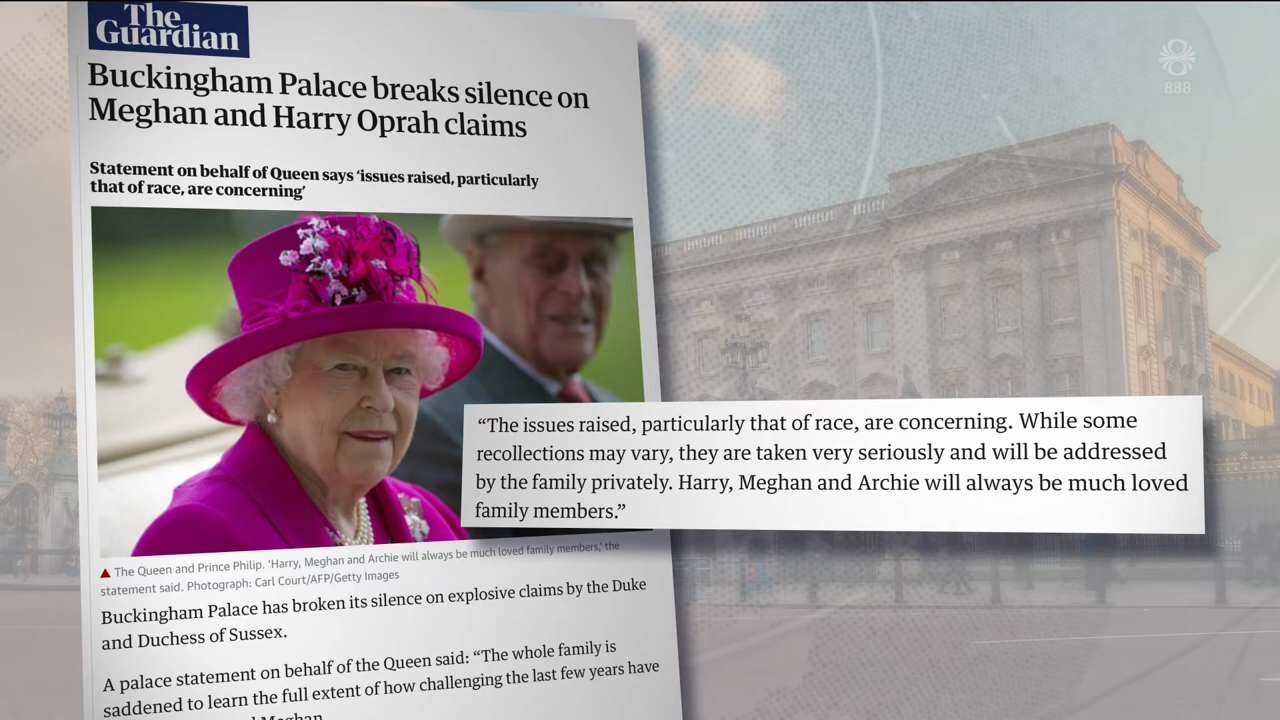 The
Guardian
Buckingham Palace breaks silence on
Meghan and Harry Oprah claims
Statement on behalf of Queen says ‘issues raised, particularly
that of race, are concerning’
888
“The issues raised, particularly that of race, are concerning. While some
recollections may vary, they are taken very seriously and will be addressed
by the family privately. Harry, Meghan and Archie will always be much loved
family members.”
The Queen and Prince Philip. ‘Harry, Meghan and Archie will always be much loved family members,’ the
statement said. Photograph: Carl Court/AFP/Getty Images
Buckingham Palace has broken its silence on explosive claims by the Duke
and Duchess of Sussex.
A palace statement on behalf of the Queen said: “The whole family is
saddened to learn the full extent of how challenging the last few years have
Meghan